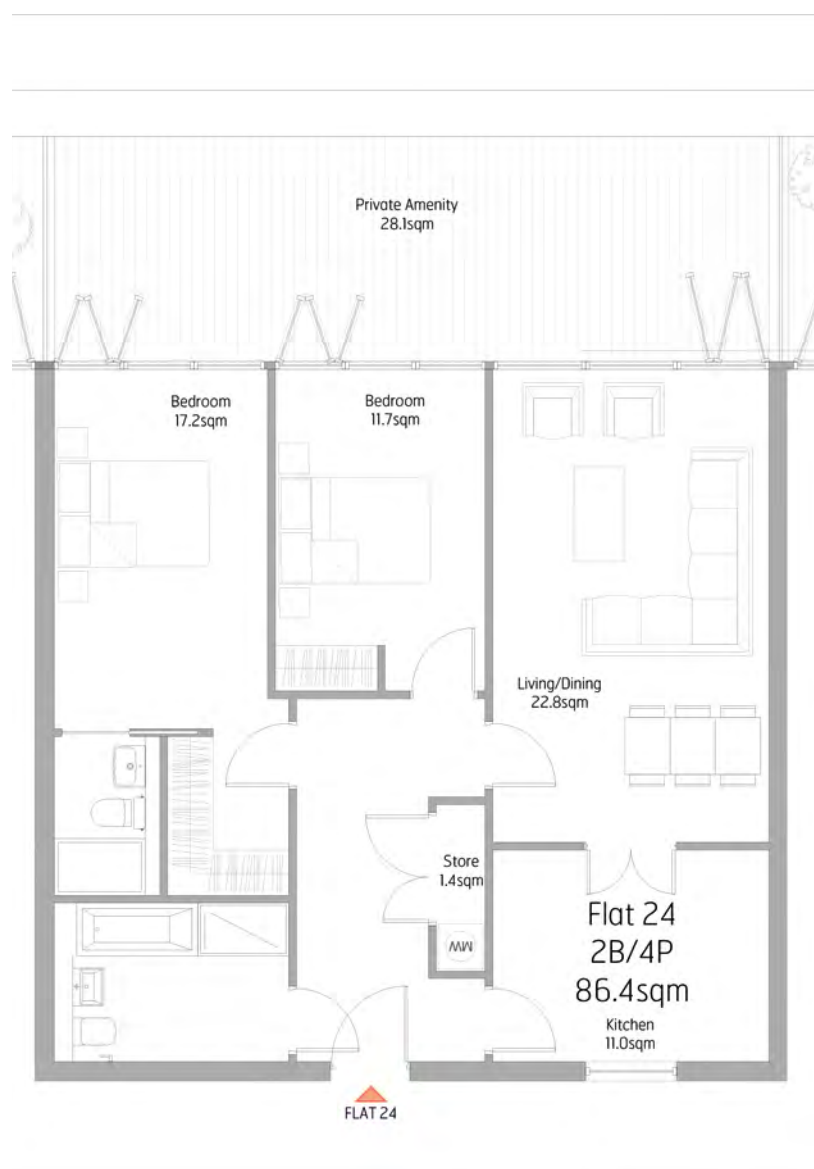 Private Amenity
28.1sqm
Bedroom
17.2sqm
Bedroom
11.7sqm
Living/Dining
22.8sqm
Store
1.4sqm
MW
Flat 24
2B/4P
86.4sqm
Kitchen
11.0sqm
FLAT 24